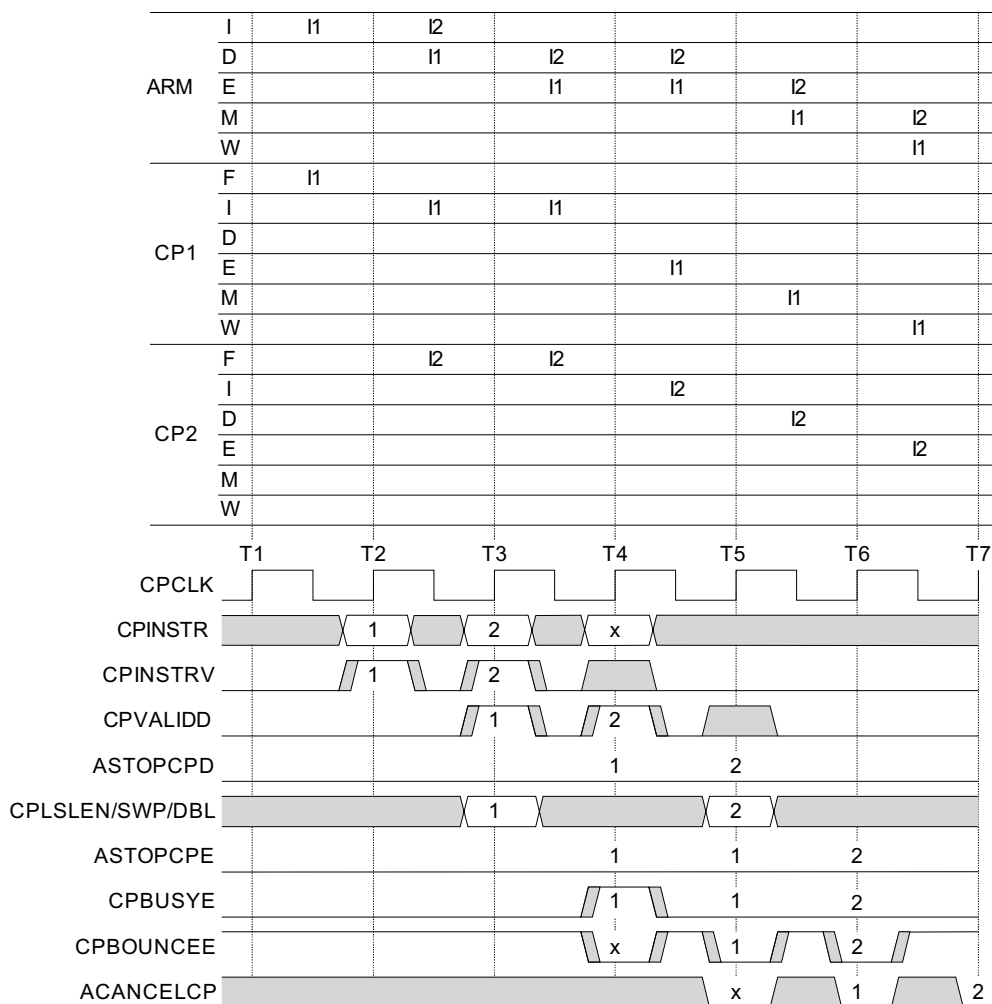 I I1 I2
D I1 I2 I2
ARM E I1 I1 I2
M I1 I2
W I1
F I1
I I1 I1
CP1 D
E I1
M I1
W I1
F I2 I2
I I2
CP2 D I2
E I2
M
W
T1 T2 T3 T4 T5 T6 T7
CPCLK
CPINSTR 1 2 x
CPINSTRV 1 2
CPVALIDD 1 2
ASTOPCPD 1 2
CPLSLEN/SWP/DBL 1 2
ASTOPCPE 1 1 2
CPBUSYE 1 1 2
CPBOUNCEE x 1 2
ACANCELCP x 1 2